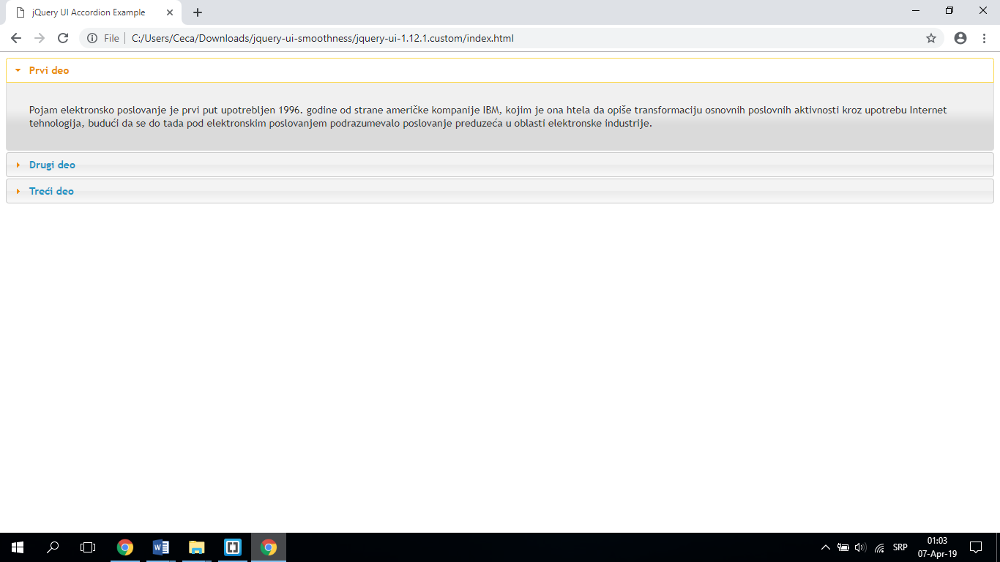 jQuery UI Accordion Example
File
C:/Users/Ceca/Downloads/jquery-ui-smoothness/jquery-ui-1.12.1.custom/index.html
Prvi deo
Pojam elektronsko poslovanje je prvi put upotrebljen 1996. godine od strane američke kompanije IBM, kojim je ona htela da opiše transformaciju osnovnih poslovnih aktivnosti kroz upotrebu Internet
tehnologija, budući da se do tada pod elektronskim poslovanjem podrazumevalo poslovanje preduzeća u oblasti elektronske industrije.
Drugi deo
Treći deo
SRP
01:03
07-Apr-19